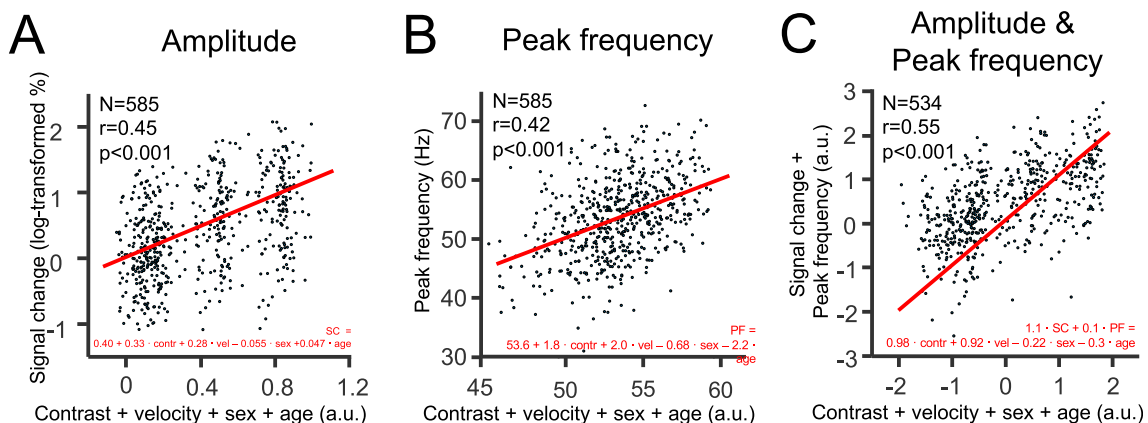 A
Amplitude
Signal change (log-transformed %)
N=585
r=0.45
p<0.001
2
1
0
-1
SC =
0.40 + 0.33 · contr + 0.28 · vel – 0.055 · sex +0.047 · age
0
0.4
0.8
1.2
Contrast + velocity + sex + age (a.u.)
B
Peak frequency
Peak frequency (Hz)
N=585
r=0.42
p<0.001
70
60
50
40
30
PF =
53.6 + 1.8 · contr + 2.0 · vel – 0.68 · sex – 2.2 ·
age
45
50
55
60
Contrast + velocity + sex + age (a.u.)
C
Amplitude &
Peak frequency
Signal change +
Peak frequency (a.u.)
N=534
r=0.55
p<0.001
3
2
1
0
-1
-2
-3
1.1 · SC + 0.1 · PF =
0.98 · contr + 0.92 · vel – 0.22 · sex – 0.3 · age
-2
-1
0
1
2
Contrast + velocity + sex + age (a.u.)